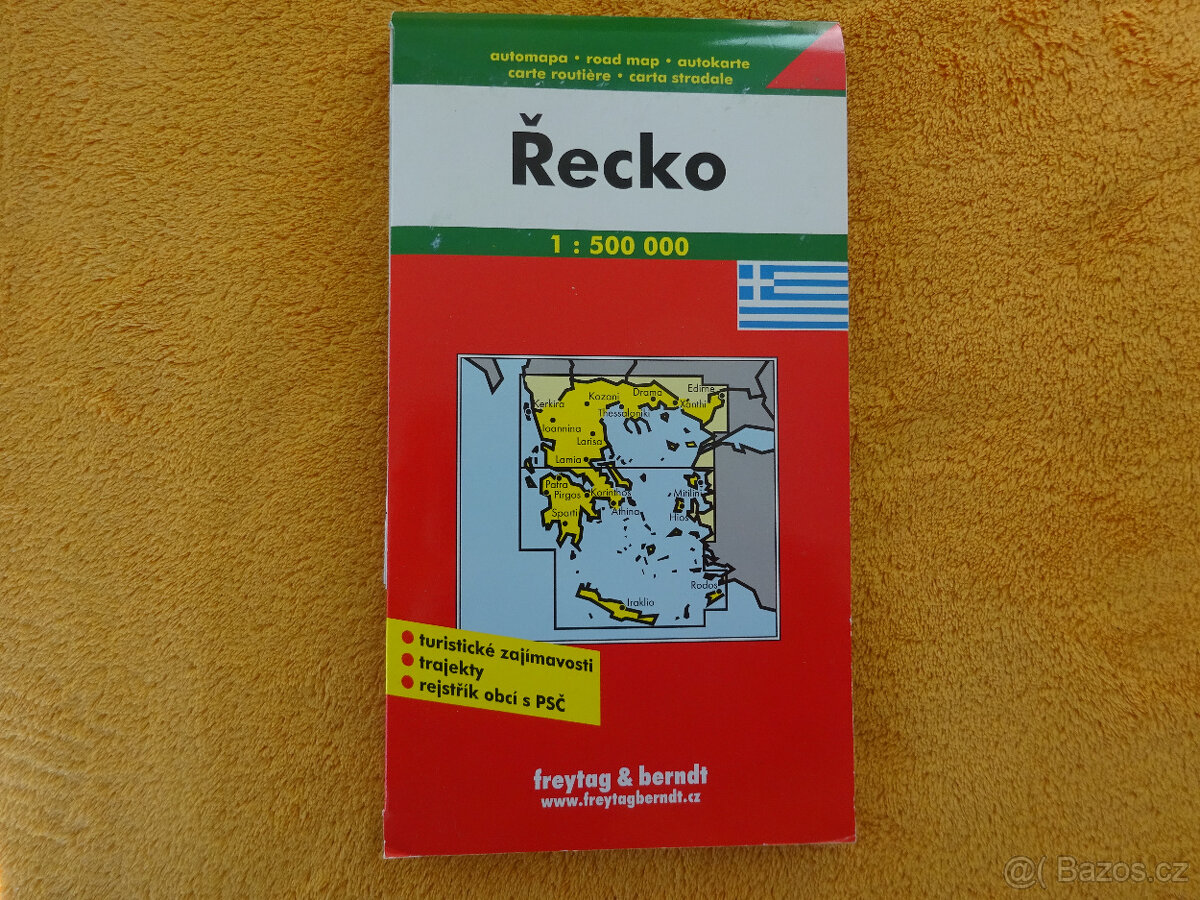 automapa • road map • autokarte
carte routière • carta stradale
Řecko
1 : 500 000
Kerkira
Kozani
Drama
Edirne
Thessaloniki
Xanthi
Ioannina
Larisa
Lamia
Patra
Pirgos
Korinthos
Mitilini
Sparti
Athina
Hios
Rodos
Iraklio
• turistické zajímavosti
• trajekty
• rejstřík obcí s PSČ
freytag & berndt
www.freytagberndt.cz
@( Bazos.cz